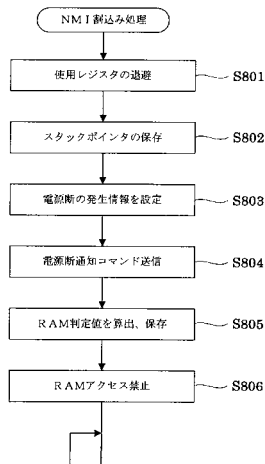 NMI割込み処理
使用レジスタの退避
S801
スタックポインタの保存
S802
電源断の発生情報を設定
S803
電源断通知コマンド送信
S804
RAM判定値を算出、保存
S805
RAMアクセス禁止
S806